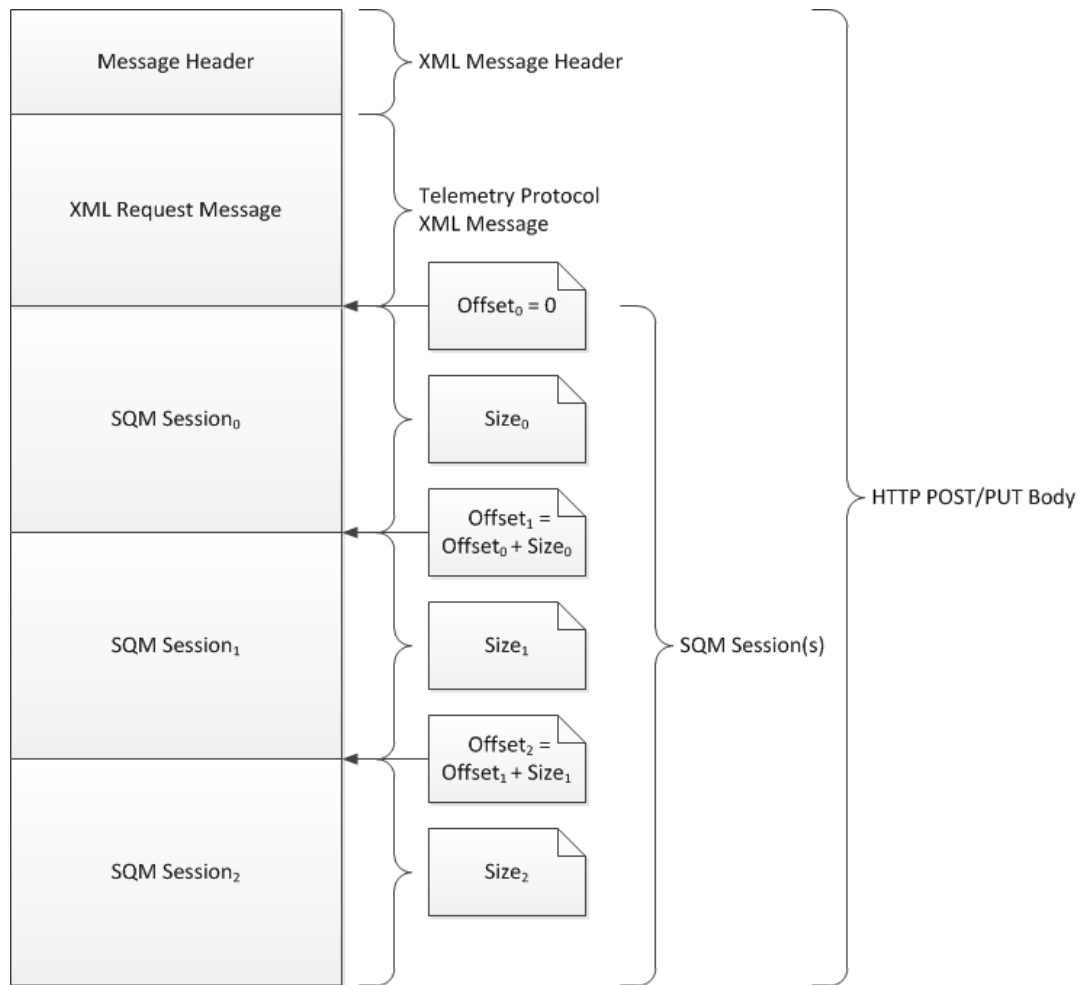 Message Header
XML Message Header
XML Request Message
Telemetry Protocol
XML Message
Offset₀ = 0
SQM Session₀
Size₀
Offset₁ =
Offset₀ + Size₀
HTTP POST/PUT Body
SQM Session₁
Size₁
SQM Session(s)
Offset₂ =
Offset₁ + Size₁
SQM Session₂
Size₂